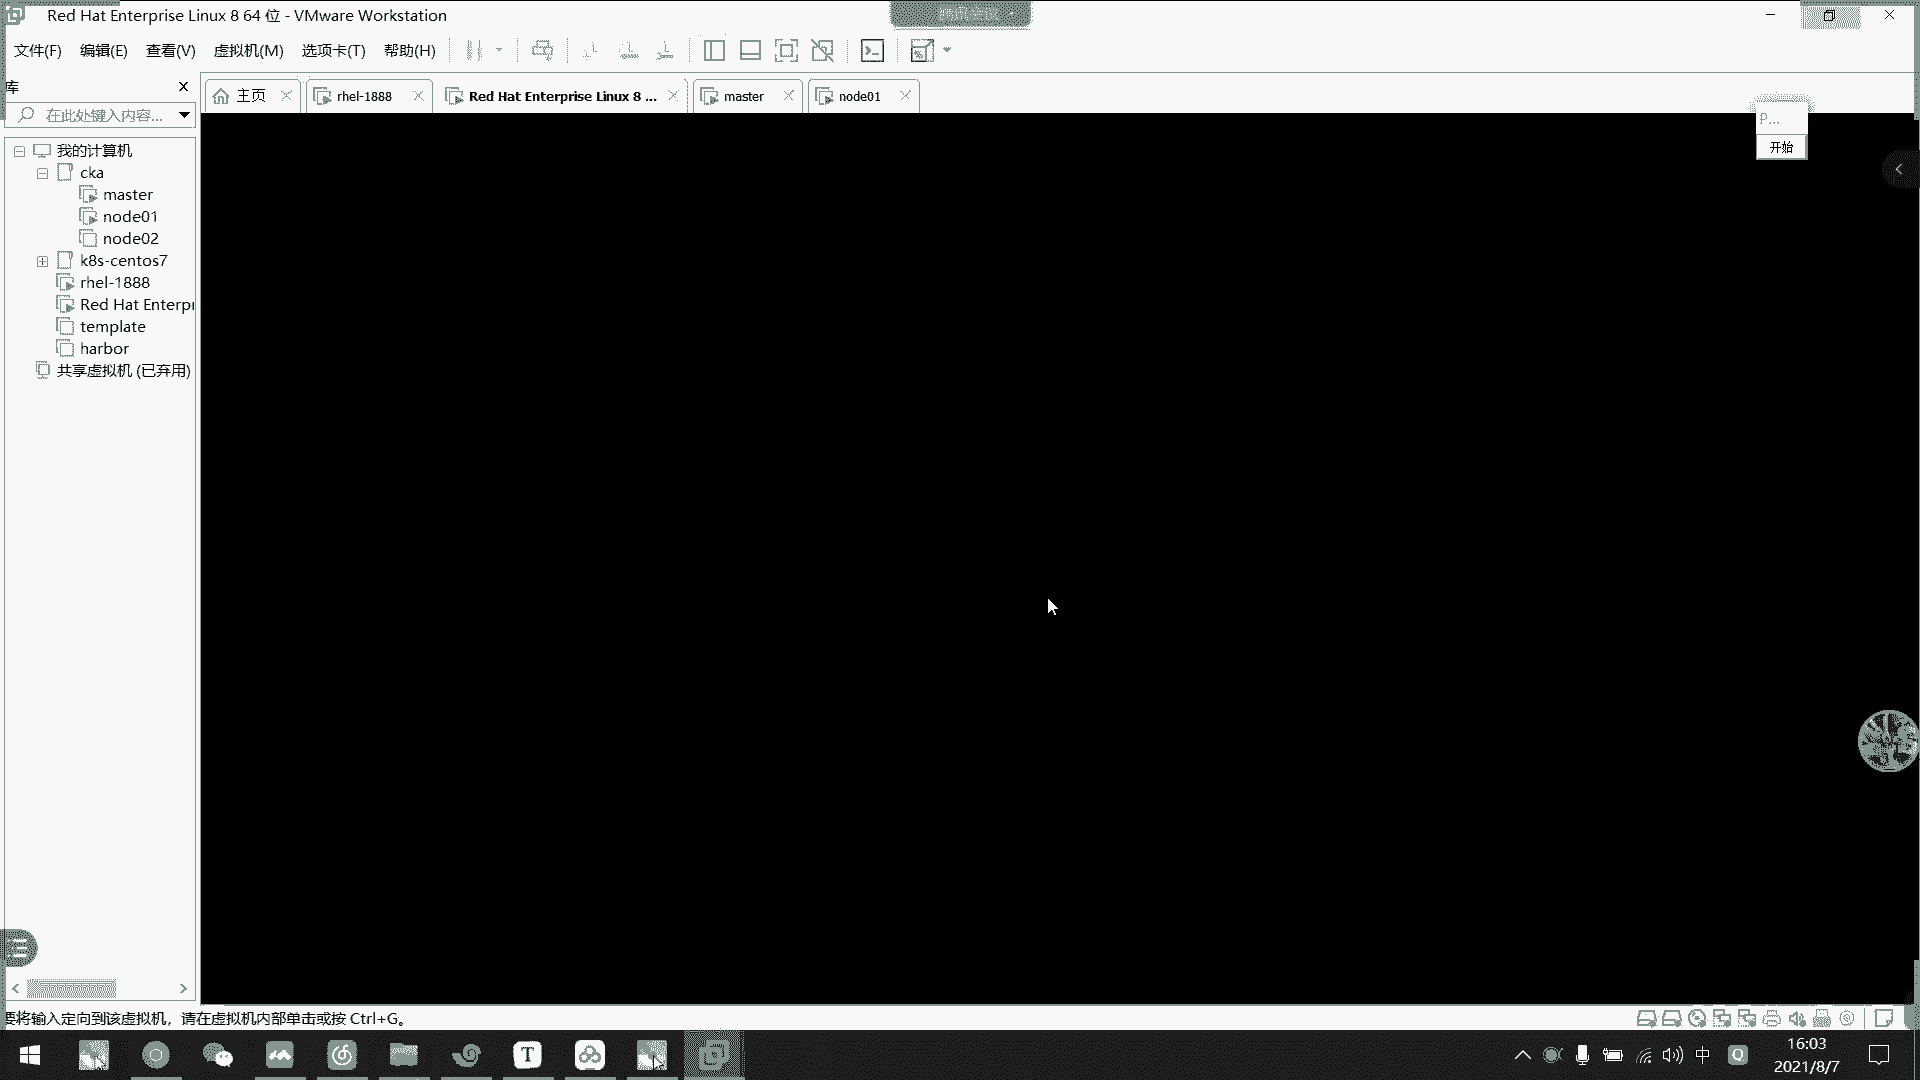 Red Hat Enterprise Linux 8 64 位 - VMware Workstation
文件(F) 编辑(E) 查看(V) 虚拟机(M) 选项卡(T) 帮助(H)
库
在此处键入内容...
主页
rhel-1888
Red Hat Enterprise Linux 8 ...
master
node01
P...
开始
我的计算机
cka
master
node01
node02
k8s-centos7
rhel-1888
Red Hat Enterpr
template
harbor
共享虚拟机 (已弃用)
要将输入定向到该虚拟机，请在虚拟机内部单击或按 Ctrl+G。
T
中
Q
16:03
2021/8/7